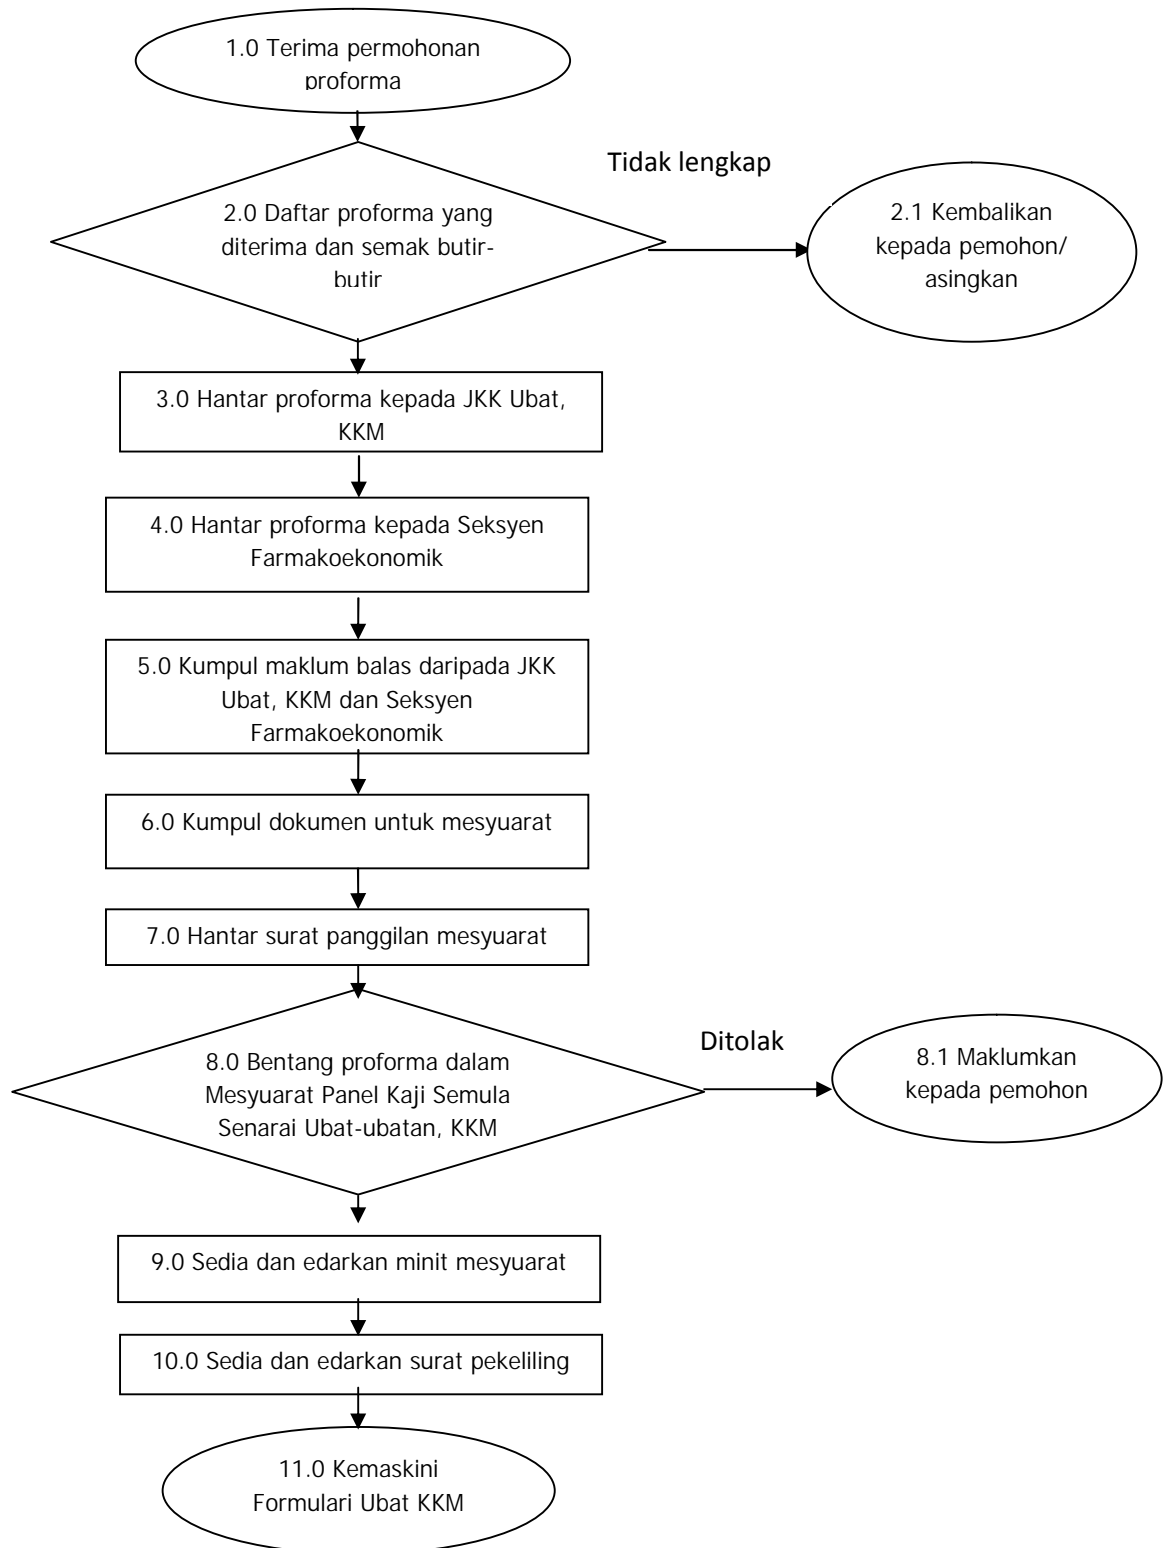 1.0 Terima permohonan
proforma
Tidak lengkap
2.0 Daftar proforma yang
diterima dan semak butir-
butir
2.1 Kembalikan
kepada pemohon/
asingkan
3.0 Hantar proforma kepada JKK Ubat,
KKM
4.0 Hantar proforma kepada Seksyen
Farmakoekonomik
5.0 Kumpul maklum balas daripada JKK
Ubat, KKM dan Seksyen
Farmakoekonomik
6.0 Kumpul dokumen untuk mesyuarat
7.0 Hantar surat panggilan mesyuarat
8.0 Bentang proforma dalam
Mesyuarat Panel Kaji Semula
Senarai Ubat-ubatan, KKM
Ditolak
8.1 Maklumkan
kepada pemohon
9.0 Sedia dan edarkan minit mesyuarat
10.0 Sedia dan edarkan surat pekeliling
11.0 Kemaskini
Formulari Ubat KKM